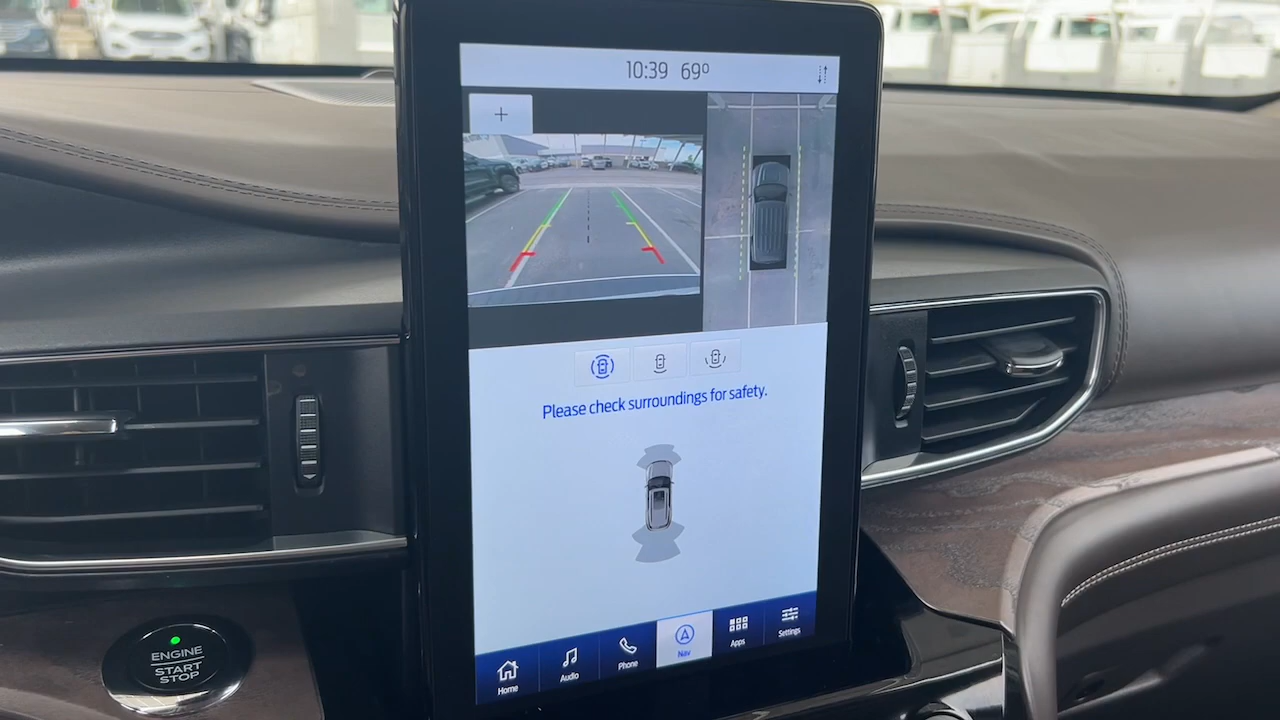 10:39 69°
+
Please check surroundings for safety.
Home
Audio
Phone
Nav
Apps
Settings
ENGINE
START
STOP